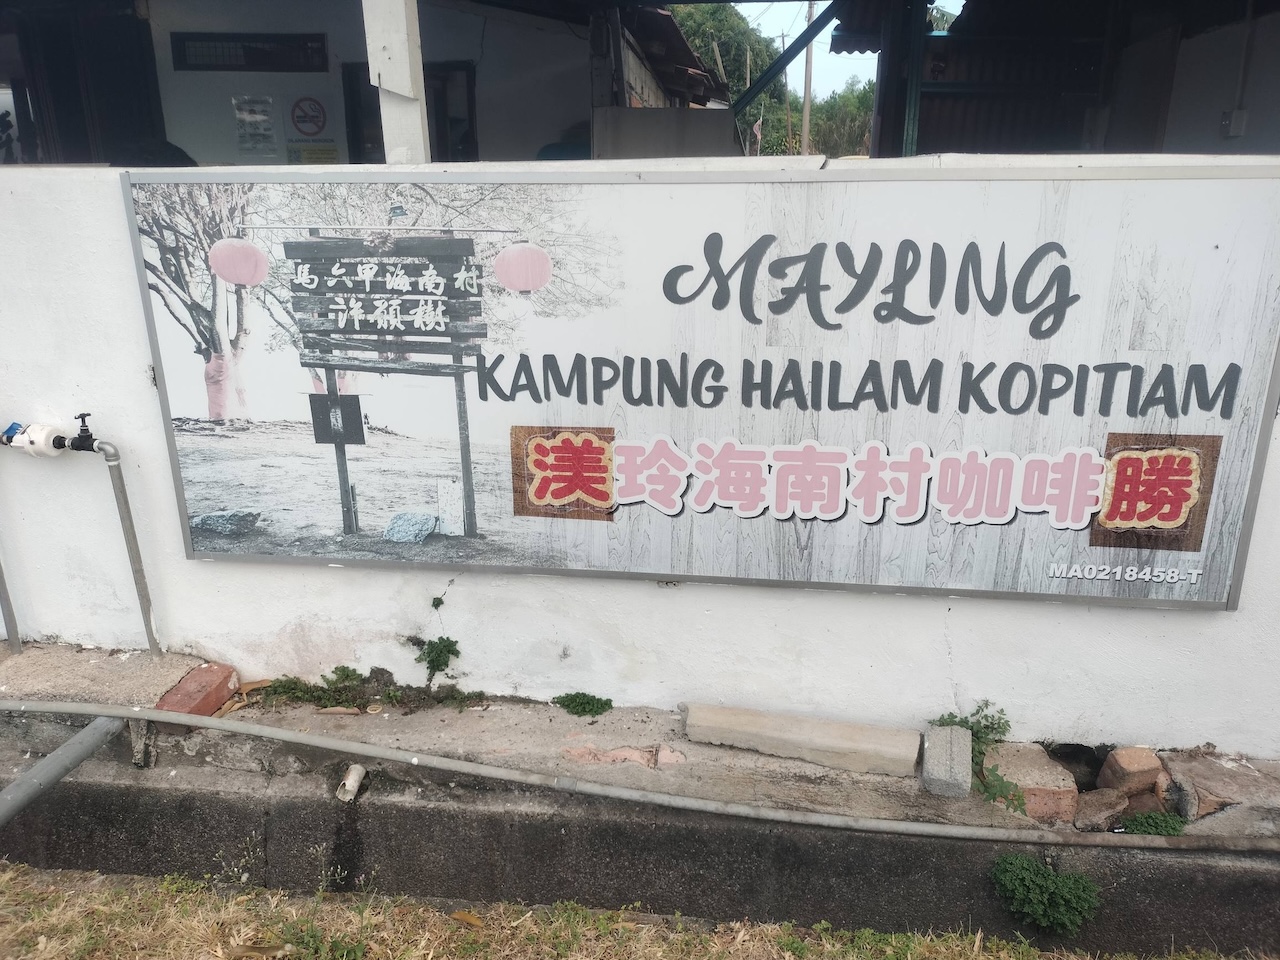 馬六甲海南村
許願樹
MAYLING
KAMPUNG HAILAM KOPITIAM
渼玲海南村咖啡勝
MA0218458-T